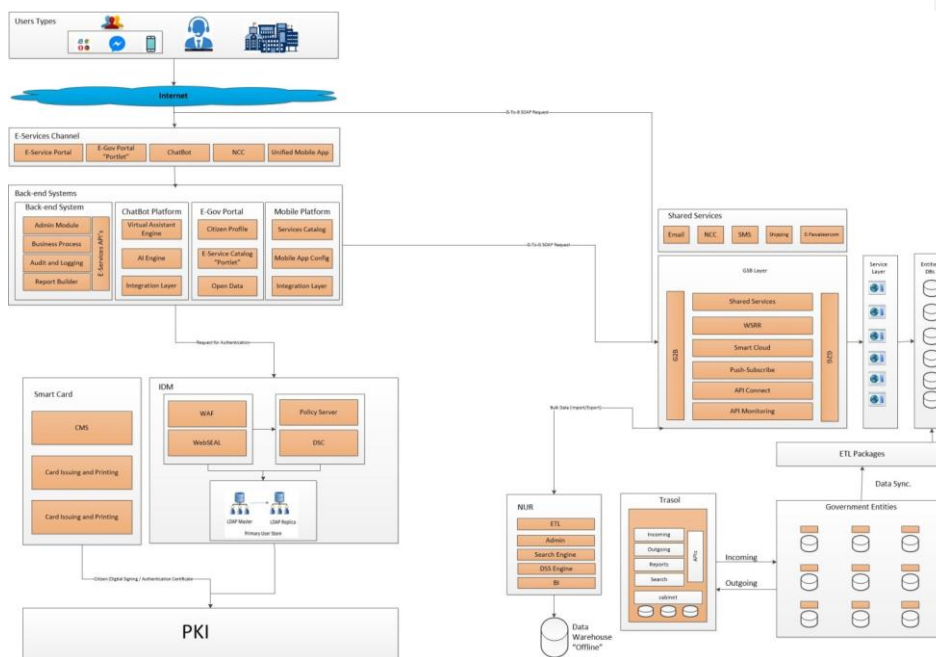 Users Types
Internet
G-To-B SOAP Request
E-Services Channel
E-Service Portal
E-Gov Portal
"Portlet"
ChatBot
NCC
Unified Mobile App
Back-end Systems
Back-end System
Admin Module
Business Process
Audit and Logging
Report Builder
E-Services API's
ChatBot Platform
Virtual Assistant
Engine
AI Engine
Integration Layer
E-Gov Portal
Citizen Profile
E-Service Catalog
"Portlet"
Open Data
Mobile Platform
Services Catalog
Mobile App Config
Integration Layer
Shared Services
Email
NCC
SMS
Shipping
GSB Layer
G2B
Shared Services
WSRR
Smart Cloud
Push-Subscribe
API Connect
API Monitoring
G2G
Service
Layer
DBs
Request for Authentication
Smart Card
CMS
Card Issuing and Printing
Card Issuing and Printing
IDM
WAF
WebSEAL
Policy Server
DSC
LDAP Master
LDAP Replica
Primary User Store
Bulk Data (Import/Export)
ETL Packages
Data Sync.
NUR
ETL
Admin
Search Engine
DSS Engine
BI
Data
Warehouse
"Offline"
Trasol
Incoming
Outgoing
Reports
Search
APIs
cabinet
Incoming
Outgoing
Government Entities
Citizen (Digital Signing / Authentication Certificate
PKI